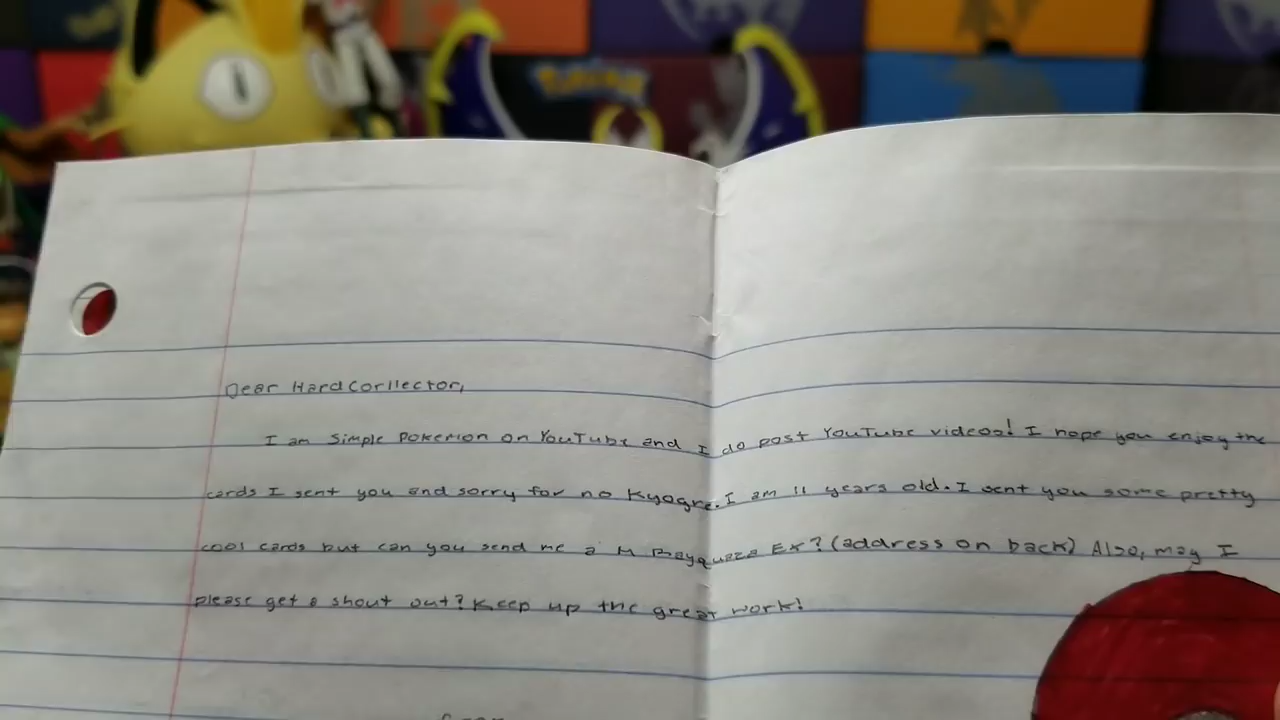 POKÉMON
Dear HardCorllector,
I am Simple Pokemon on YouTube and I do post YouTube videos! I hope you enjoy the
cards I sent you and sorry for no Kyogre. I am 11 years old. I sent you some pretty
cool cards but can you send me a M Rayquaza Ex? (address on back) Also, may I
please get a shout out? Keep up the great work!